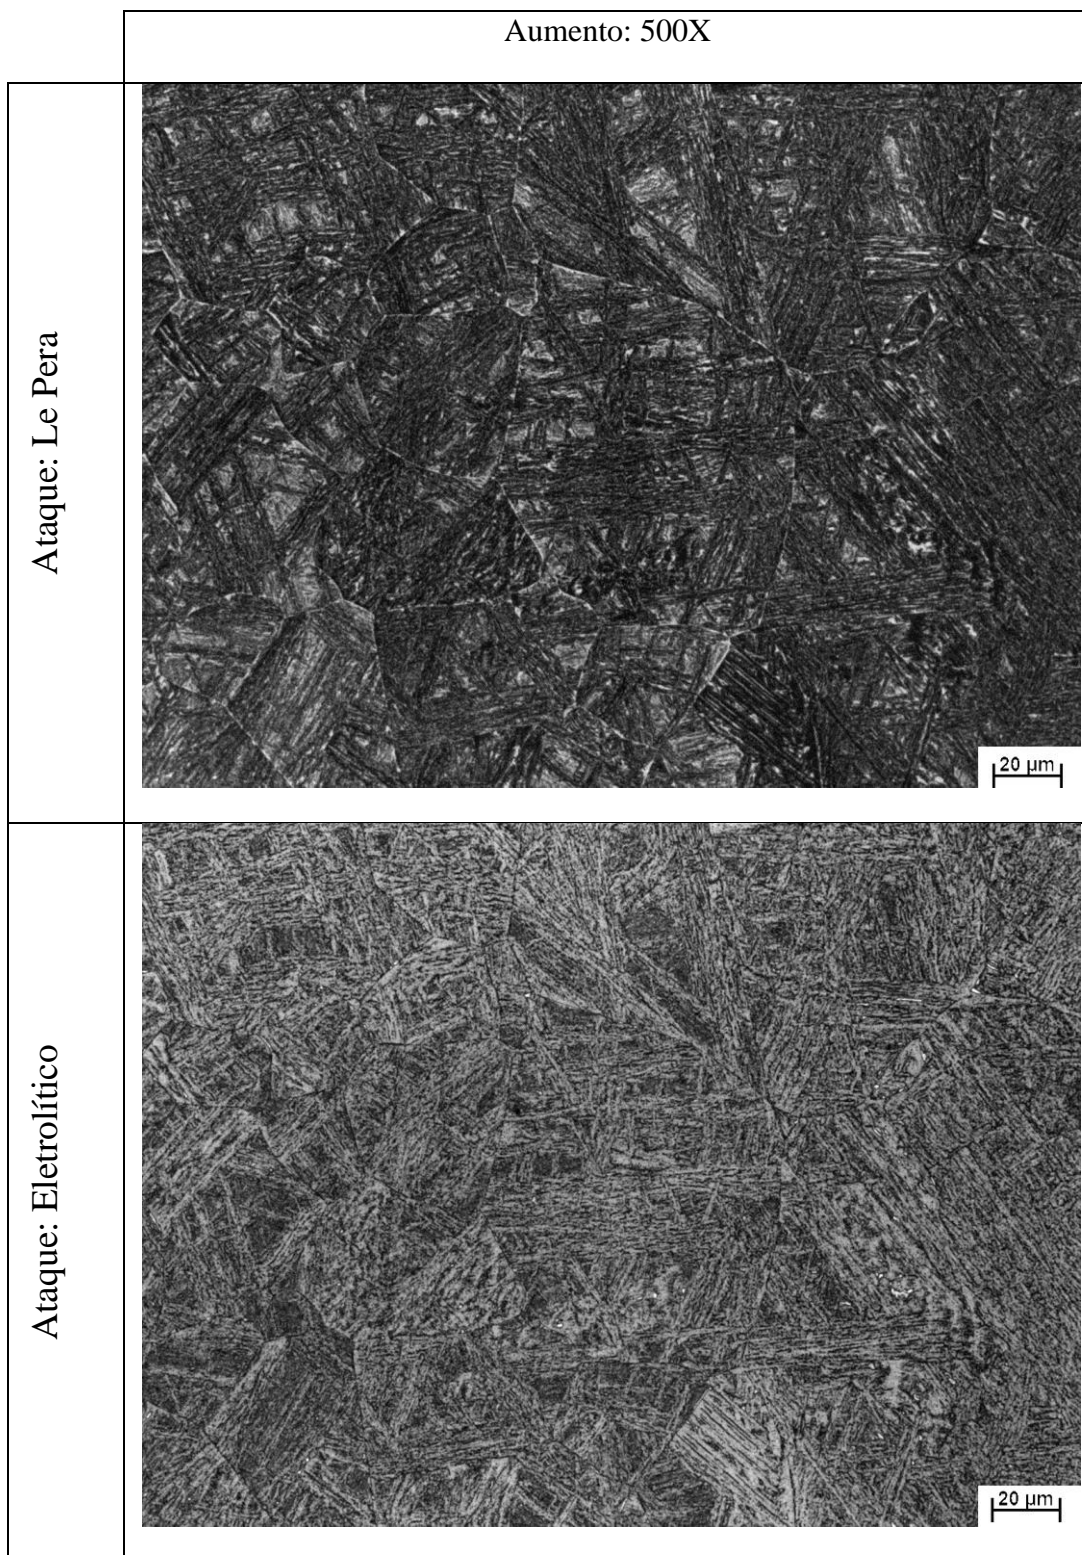 Aumento: 500X
Ataque: Le Pera
20 µm
Ataque: Eletrolítico
20 µm